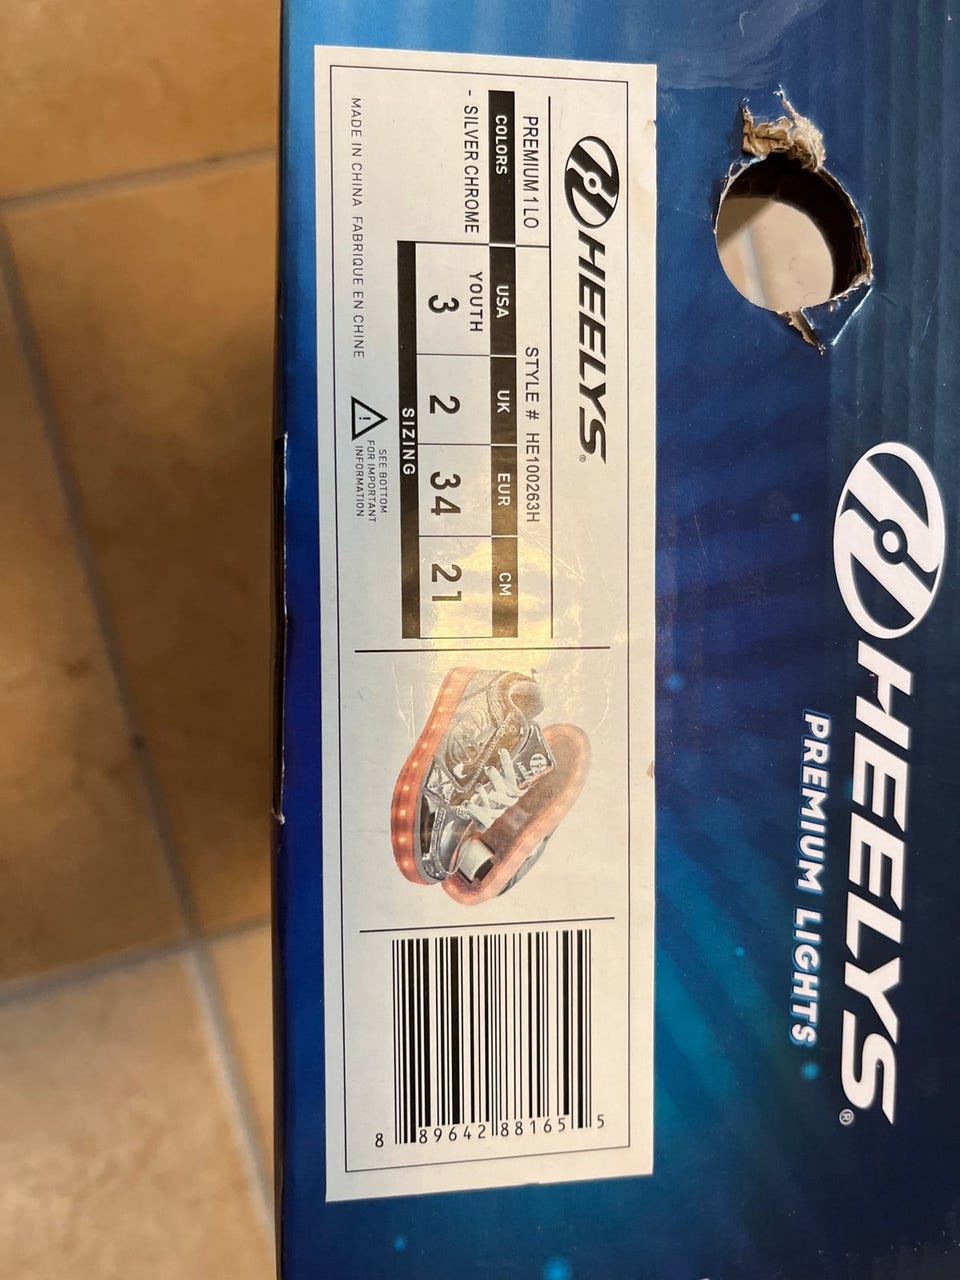 HEELYS®
PREMIUM LIGHTS
HEELYS®
PREMIUM 1 LO STYLE # HE100263H
COLORS USA UK EUR CM
- SILVER CHROME YOUTH 3 2 34 21
SIZING
MADE IN CHINA FABRIQUE EN CHINE
SEE BOTTOM
FOR IMPORTANT
INFORMATION
8 89642 88165 5